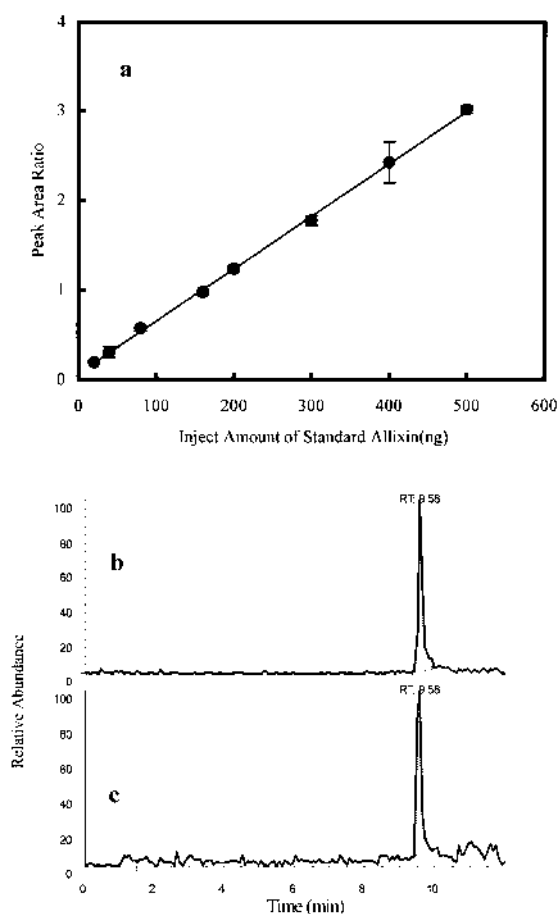 4
a
3
Peak Area Ratio
2
1
0
0 100 200 300 400 500 600
Inject Amount of Standard Allixin(ng)
100
RT: 9.58
80
b
60
40
20
0
Relative Abundance
100
RT: 9.58
80
60
c
40
20
0
0 2 4 6 8 10
Time (min)